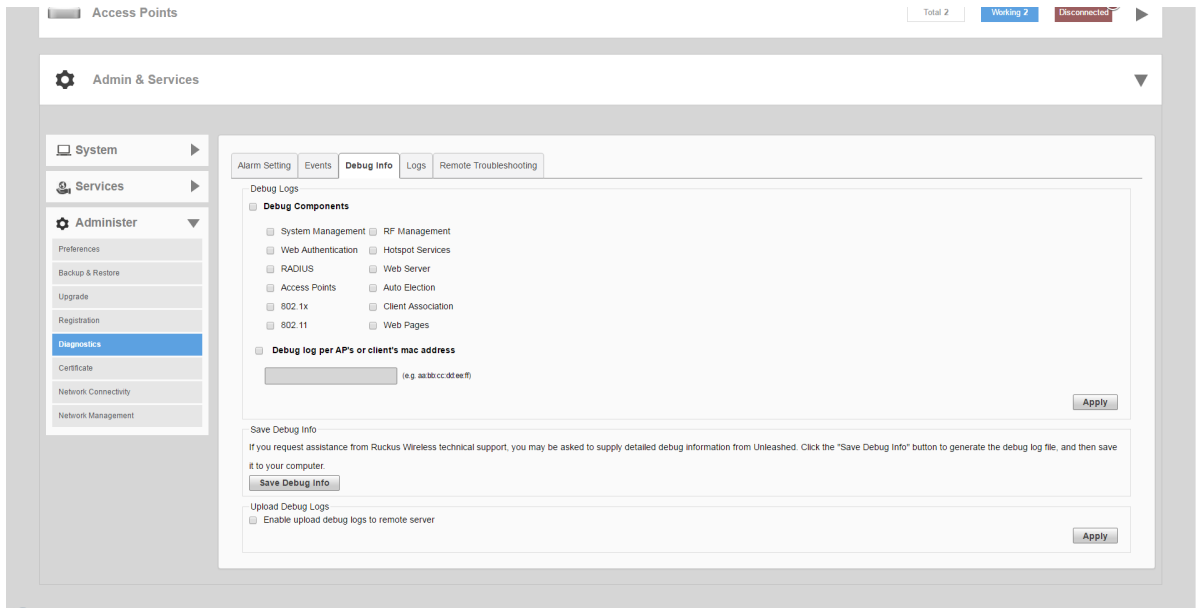 Access Points
Total 2
Working 2
Disconnected
Admin & Services
System
Services
Administer
Preferences
Backup & Restore
Upgrade
Registration
Diagnostics
Certificate
Network Connectivity
Network Management
Alarm Setting Events Debug Info Logs Remote Troubleshooting
Debug Logs
Debug Components
System Management RF Management
Web Authentication Hotspot Services
RADIUS Web Server
Access Points Auto Election
802.1x Client Association
802.11 Web Pages
Debug log per AP's or client's mac address
(e.g. aa:bb:cc:dd:ee:ff)
Apply
Save Debug Info
If you request assistance from Ruckus Wireless technical support, you may be asked to supply detailed debug information from Unleashed. Click the "Save Debug Info" button to generate the debug log file, and then save
it to your computer.
Save Debug Info
Upload Debug Logs
Enable upload debug logs to remote server
Apply